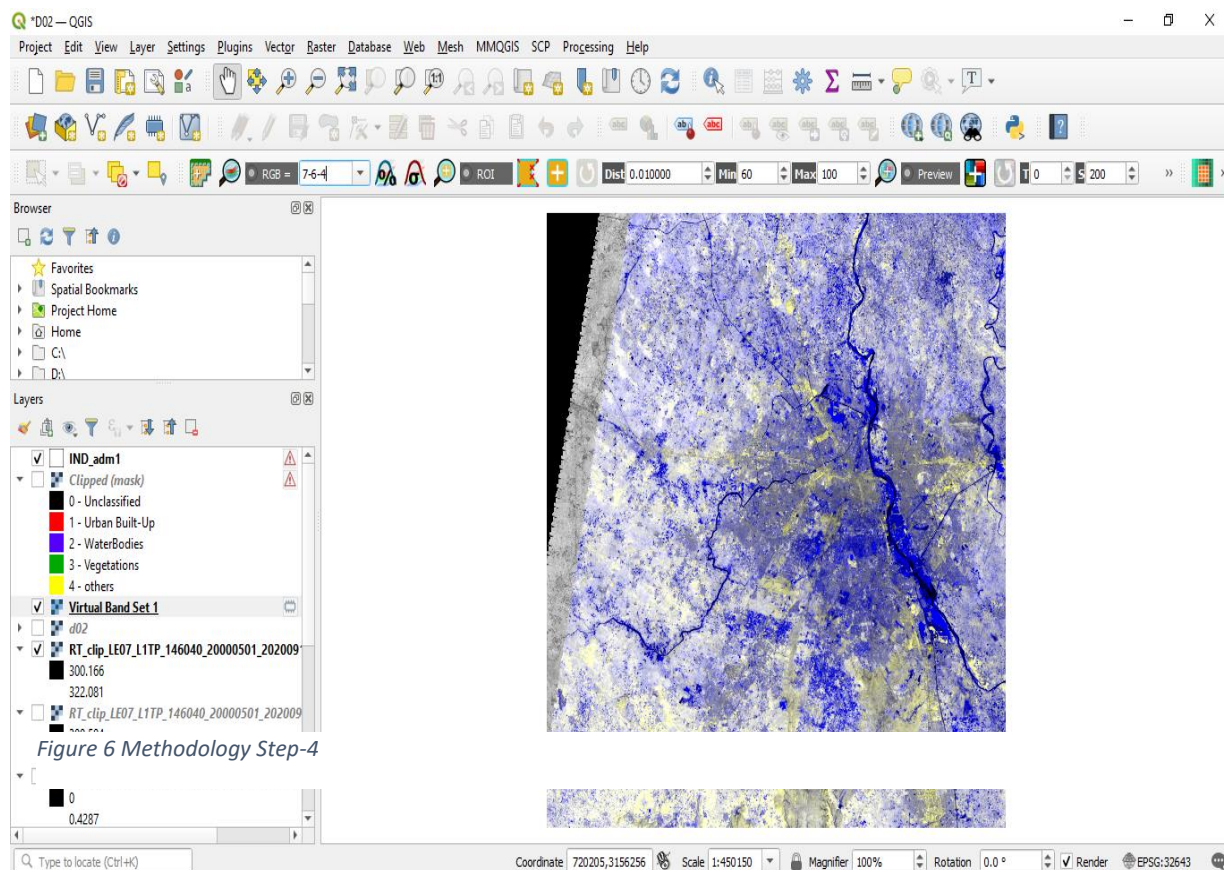 *D02 — QGIS
Project Edit View Layer Settings Plugins Vector Raster Database Web Mesh MMQGIS SCP Processing Help
RGB = 7-6-4 ROI Dist 0.010000 Min 60 Max 100 Preview T 0 S 200 »
Browser
Favorites
Spatial Bookmarks
Project Home
Home
C:\
D:\
Layers
IND_adm1
Clipped (mask)
0 - Unclassified
1 - Urban Built-Up
2 - WaterBodies
3 - Vegetations
4 - others
Virtual Band Set 1
d02
RT_clip_LE07_L1TP_146040_20000501_202009
300.166
322.081
RT_clip_LE07_L1TP_146040_20000501_202009
Figure 6 Methodology Step-4
0
0.4287
Type to locate (Ctrl+K) Coordinate 720205,3156256 Scale 1:450150 Magnifier 100% Rotation 0.0 ° Render EPSG:32643